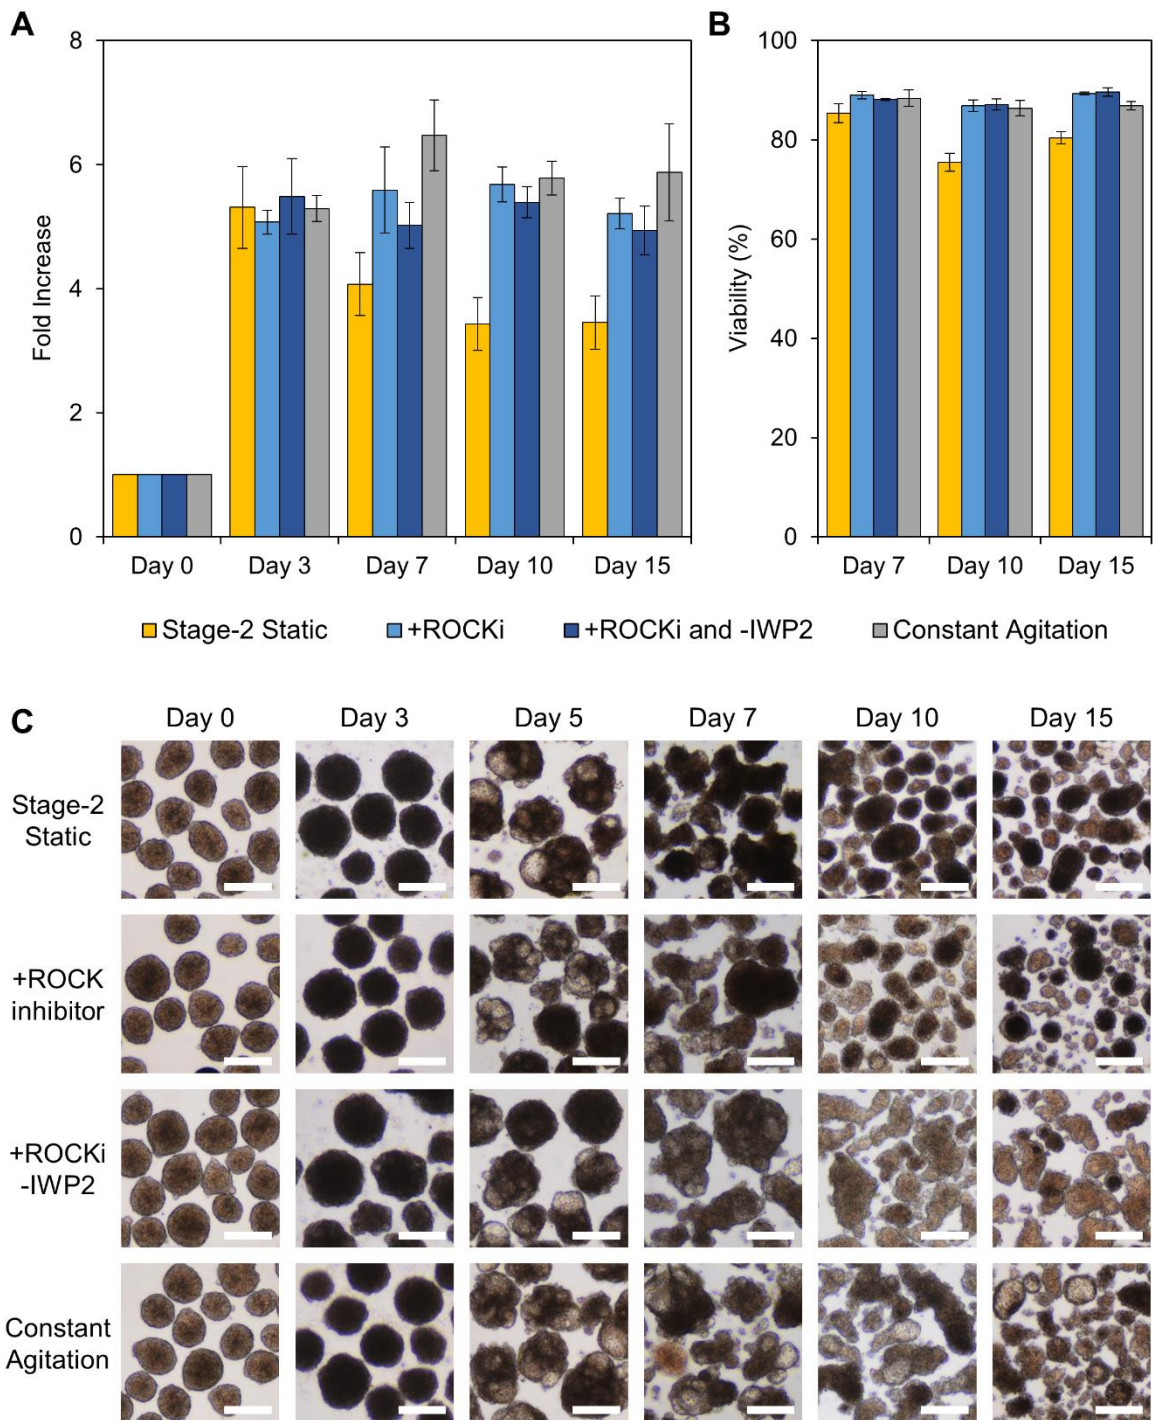 A
8
6
4
2
0
Fold Increase
Day 0 Day 3 Day 7 Day 10 Day 15
B
100
80
60
40
20
0
Viability (%)
Day 7 Day 10 Day 15
Stage-2 Static +ROCKi +ROCKi and -IWP2 Constant Agitation
C
Day 0 Day 3 Day 5 Day 7 Day 10 Day 15
Stage-2
Static
+ROCK
inhibitor
+ROCKi
-IWP2
Constant
Agitation